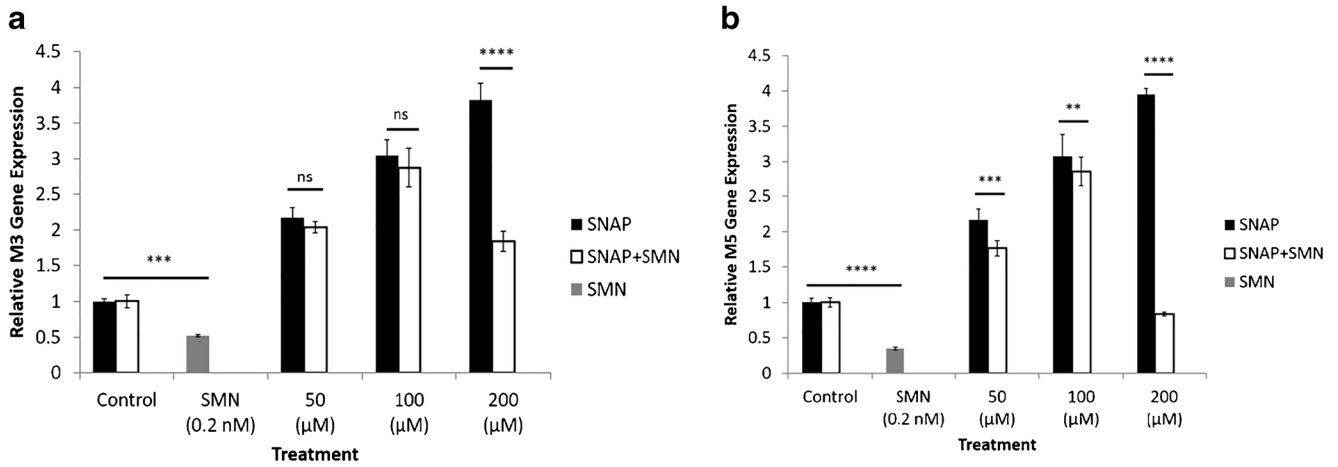 a
Relative M3 Gene Expression
4.5
4
3.5
3
2.5
2
1.5
1
0.5
0
***
ns
ns
****
SNAP
SNAP+SMN
SMN
Control SMN 50 100 200
(0.2 nM) (µM) (µM) (µM)
Treatment
b
Relative M5 Gene Expression
4.5
4
3.5
3
2.5
2
1.5
1
0.5
0
****
***
**
****
SNAP
SNAP+SMN
SMN
Control SMN 50 100 200
(0.2 nM) (µM) (µM) (µM)
Treatment